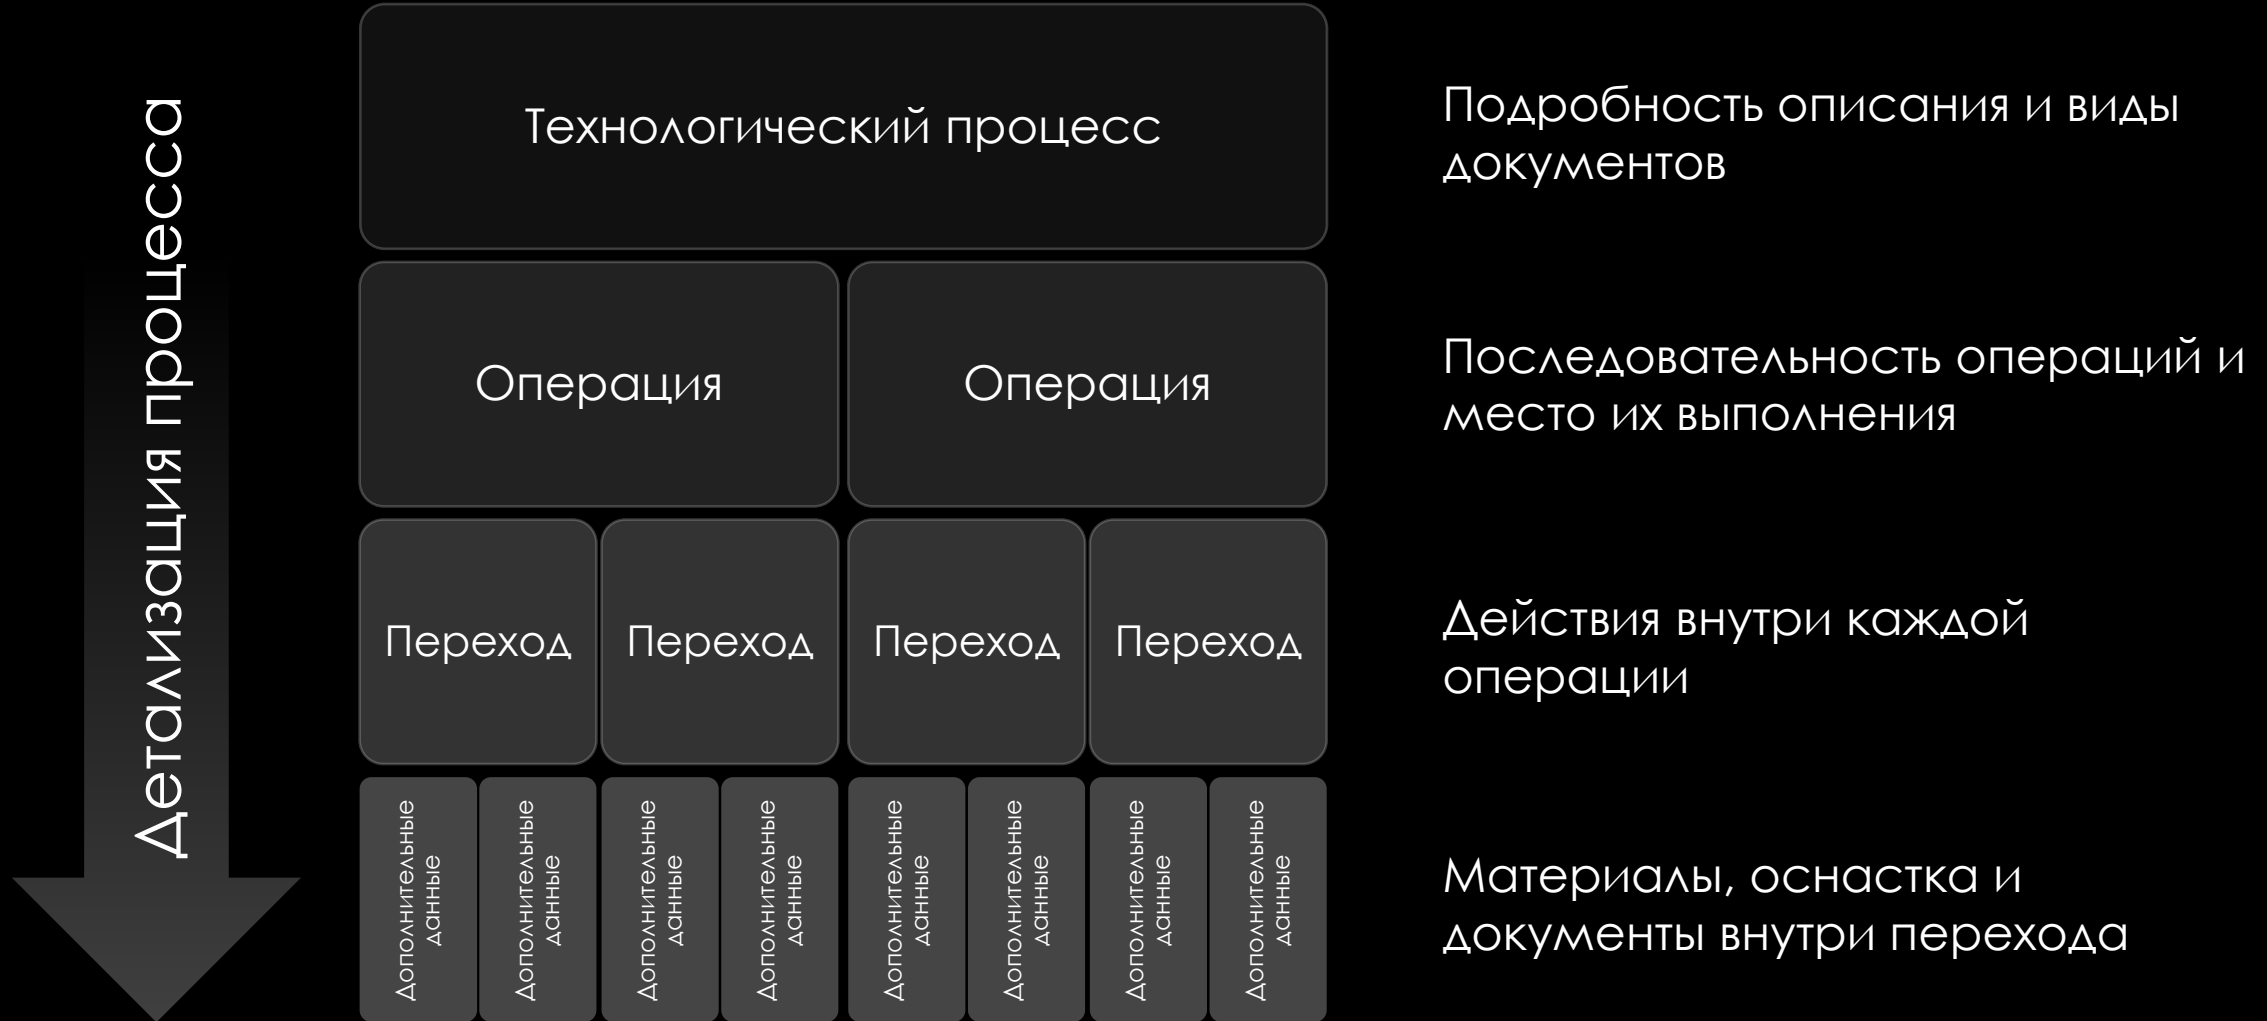 Детализация процесса
Технологический процесс
Подробность описания и виды
документов
Операция
Операция
Последовательность операций и
место их выполнения
Переход
Переход
Переход
Переход
Действия внутри каждой
операции
Дополнительные
данные
Дополнительные
данные
Дополнительные
данные
Дополнительные
данные
Дополнительные
данные
Дополнительные
данные
Дополнительные
данные
Дополнительные
данные
Материалы, оснастка и
документы внутри перехода